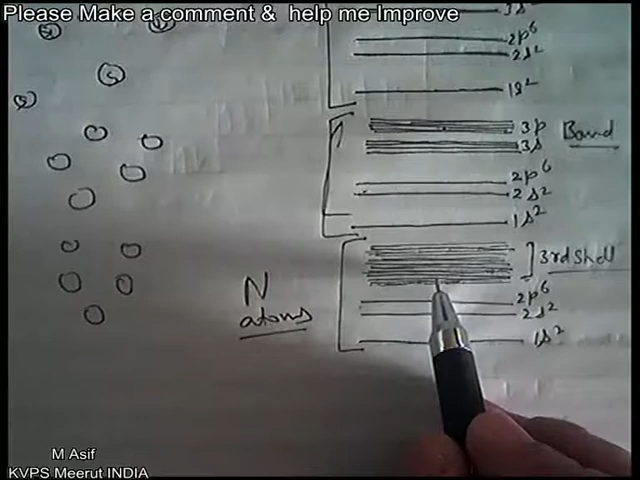 Please Make a comment & help me Improve
3s
2p⁶
2s²
1s²
3p
Band
3s
2p⁶
2s²
1s²
3rd Shell
N
atoms
2p⁶
2s²
1s²
M Asif
KVPS Meerut INDIA